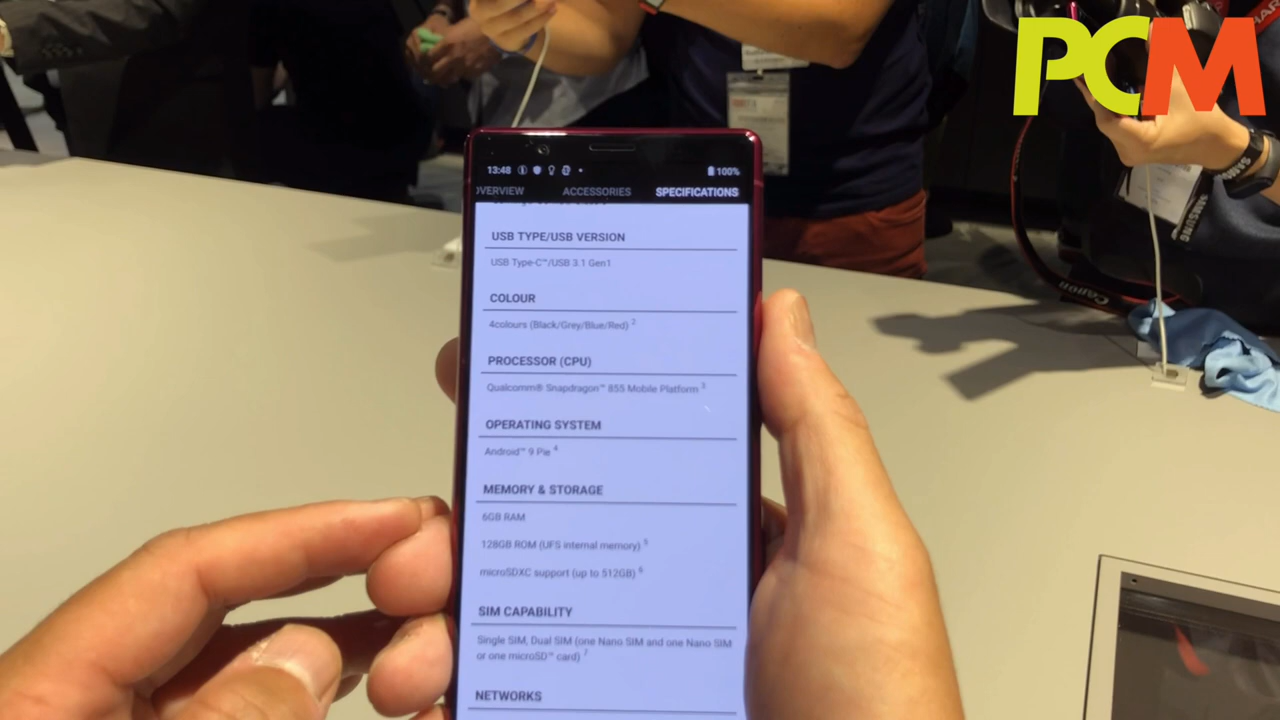 PCM
13:48
100%
OVERVIEW ACCESSORIES SPECIFICATIONS
USB TYPE/USB VERSION
USB Type-C™/USB 3.1 Gen1
COLOUR
4colours (Black/Grey/Blue/Red) 2
PROCESSOR (CPU)
Qualcomm® Snapdragon™ 855 Mobile Platform 3
OPERATING SYSTEM
Android™ 9 Pie 4
MEMORY & STORAGE
6GB RAM
128GB ROM (UFS internal memory) 5
microSDXC support (up to 512GB) 6
SIM CAPABILITY
Single SIM, Dual SIM (one Nano SIM and one Nano SIM
or one microSD™ card) 7
NETWORKS
Canon
SAMSUNG